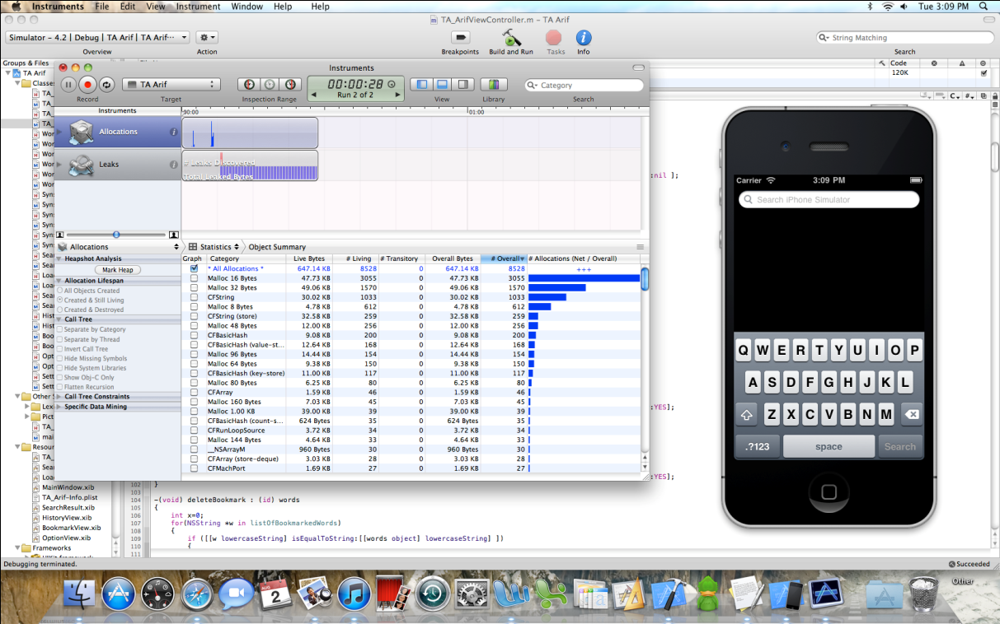 Instruments File Edit View Instrument Window Help Help Tue 3:09 PM
TA_ArifViewController.m - TA Arif
Simulator - 4.2 | Debug | TA Arif | TA Arif… String Matching
Overview Action Breakpoints Build and Run Tasks Info Search
Groups & Files
TA Arif
Classes
Code
120K
Instruments
TA Arif
00:00:28
Run 2 of 2
Category
Record Target Inspection Range View Library Search
Instruments
01:00
Allocations
Leaks
# Leaks Discovered
Total Leaked Bytes
Allocations Statistics Object Summary
Heapshot Analysis
Mark Heap
Allocation Lifespan
All Objects Created
Created & Still Living
Created & Destroyed
Call Tree
Separate by Category
Separate by Thread
Invert Call Tree
Hide Missing Symbols
Hide System Libraries
Show Obj-C Only
Flatten Recursion
Call Tree Constraints
Specific Data Mining
Graph Category Live Bytes # Living # Transitory Overall Bytes # Overall # Allocations (Net / Overall)
* All Allocations * 647.14 KB 8528 0 647.14 KB 8528 +++
Malloc 16 Bytes 47.73 KB 3055 0 47.73 KB 3055
Malloc 32 Bytes 49.06 KB 1570 0 49.06 KB 1570
CFString 30.02 KB 1033 0 30.02 KB 1033
Malloc 8 Bytes 4.78 KB 612 0 4.78 KB 612
CFString (store) 32.58 KB 259 0 32.58 KB 259
Malloc 48 Bytes 12.00 KB 256 0 12.00 KB 256
CFBasicHash 9.08 KB 200 0 9.08 KB 200
CFBasicHash (value-st... 12.64 KB 168 0 12.64 KB 168
Malloc 96 Bytes 14.44 KB 154 0 14.44 KB 154
Malloc 64 Bytes 9.38 KB 150 0 9.38 KB 150
CFBasicHash (key-store) 11.00 KB 117 0 11.00 KB 117
Malloc 80 Bytes 6.25 KB 80 0 6.25 KB 80
CFArray 1.59 KB 46 0 1.59 KB 46
Malloc 160 Bytes 7.03 KB 45 0 7.03 KB 45
Malloc 1.00 KB 39.00 KB 39 0 39.00 KB 39
CFBasicHash (count-s... 624 Bytes 35 0 624 Bytes 35
CFRunLoopSource 3.72 KB 34 0 3.72 KB 34
Malloc 144 Bytes 4.64 KB 33 0 4.64 KB 33
__NSArrayM 960 Bytes 30 0 960 Bytes 30
CFArray (store-deque) 3.03 KB 28 0 3.03 KB 28
CFMachPort 1.69 KB 27 0 1.69 KB 27
:nil ];
:YES];
:YES];
Carrier 3:09 PM
Search iPhone Simulator
Q W E R T Y U I O P
A S D F G H J K L
Z X C V B N M
.?123 space Search
MainWindow.xib
TA_Arif-Info.plist
SearchResult.xib
HistoryView.xib
BookmarkView.xib
OptionView.xib
Frameworks
102 }
103
104 -(void) deleteBookmark : (id) words
105 {
106 int x=0;
107 for(NSString *w in listOfBookmarkedWords)
108 {
109 if ([[w lowercaseString] isEqualToString:[[words object] lowercaseString] ])
110 {
111
Debugging terminated. Succeeded
AUG
2
Other